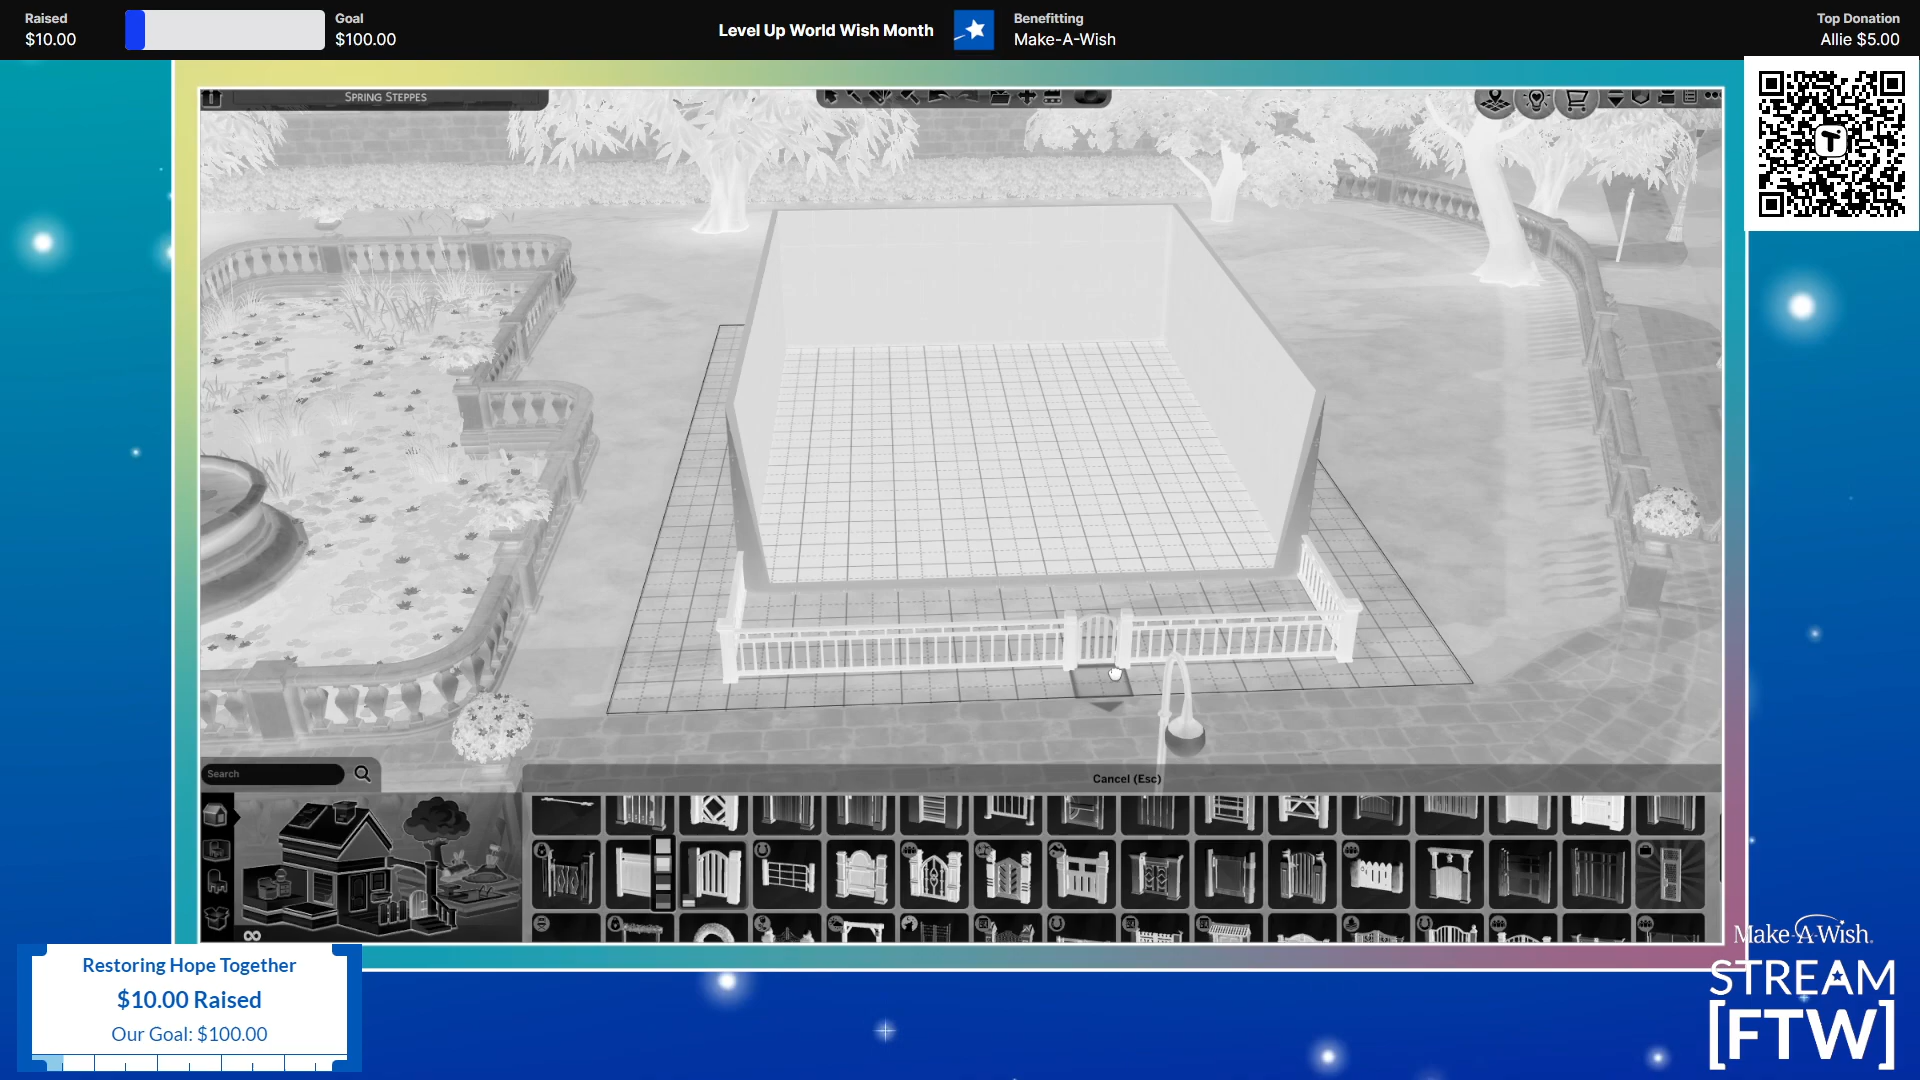 Raised
$10.00
Goal
$100.00
Level Up World Wish Month
Benefitting
Make-A-Wish
Top Donation
Allie $5.00
SPRING STEPPES
Search
Cancel (Esc)
Restoring Hope Together
$10.00 Raised
Our Goal: $100.00
Make-A-Wish.
STREAM
[FTW]